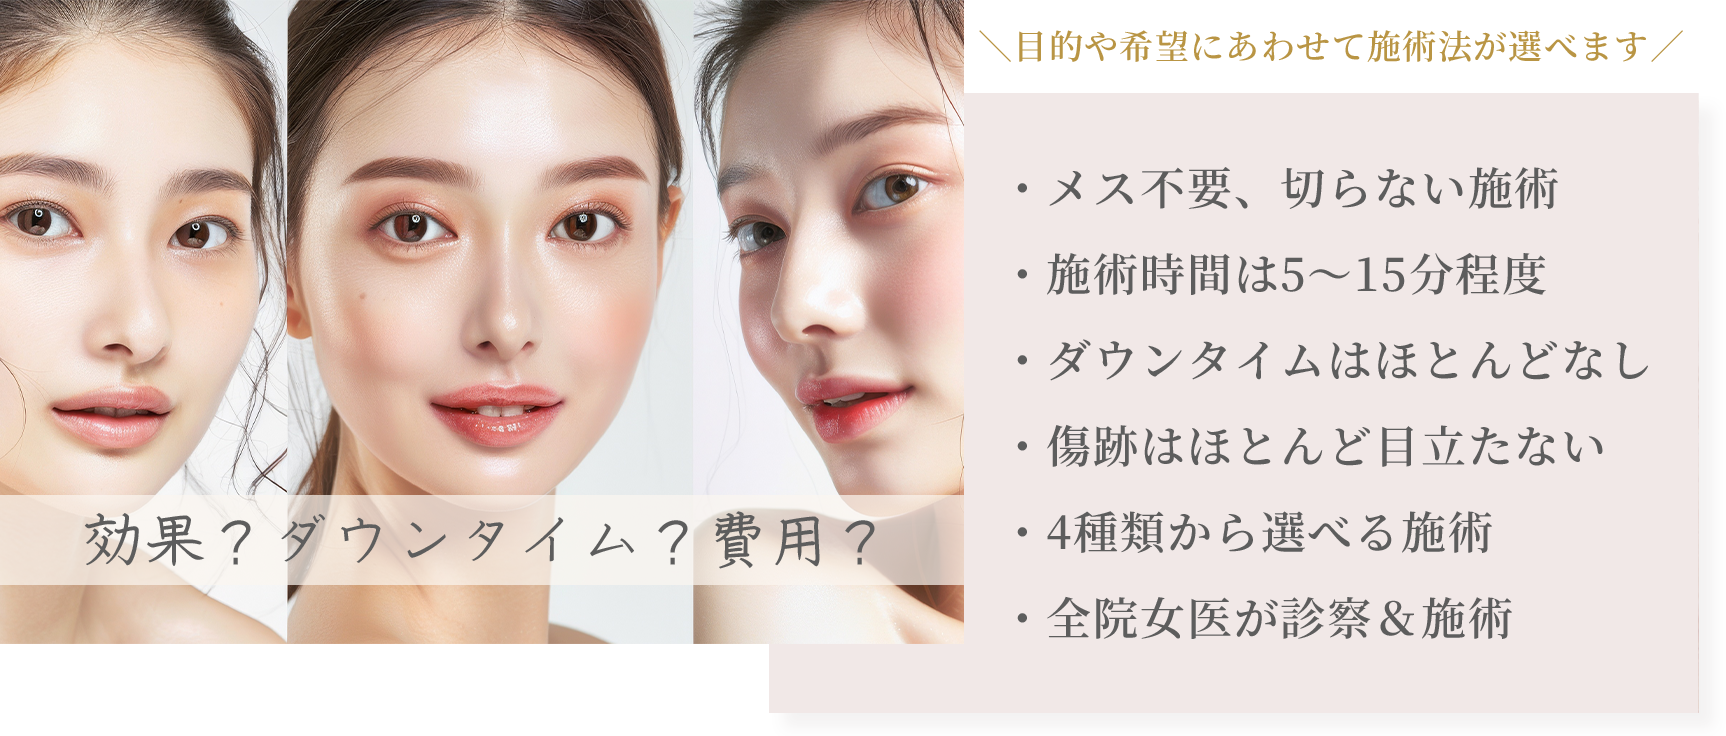 ＼目的や希望にあわせて施術法が選べます／
・メス不要、切らない施術
・施術時間は5〜15分程度
・ダウンタイムはほとんどなし
・傷跡はほとんど目立たない
・4種類から選べる施術
・全院女医が診察＆施術
効果？ダウンタイム？費用？